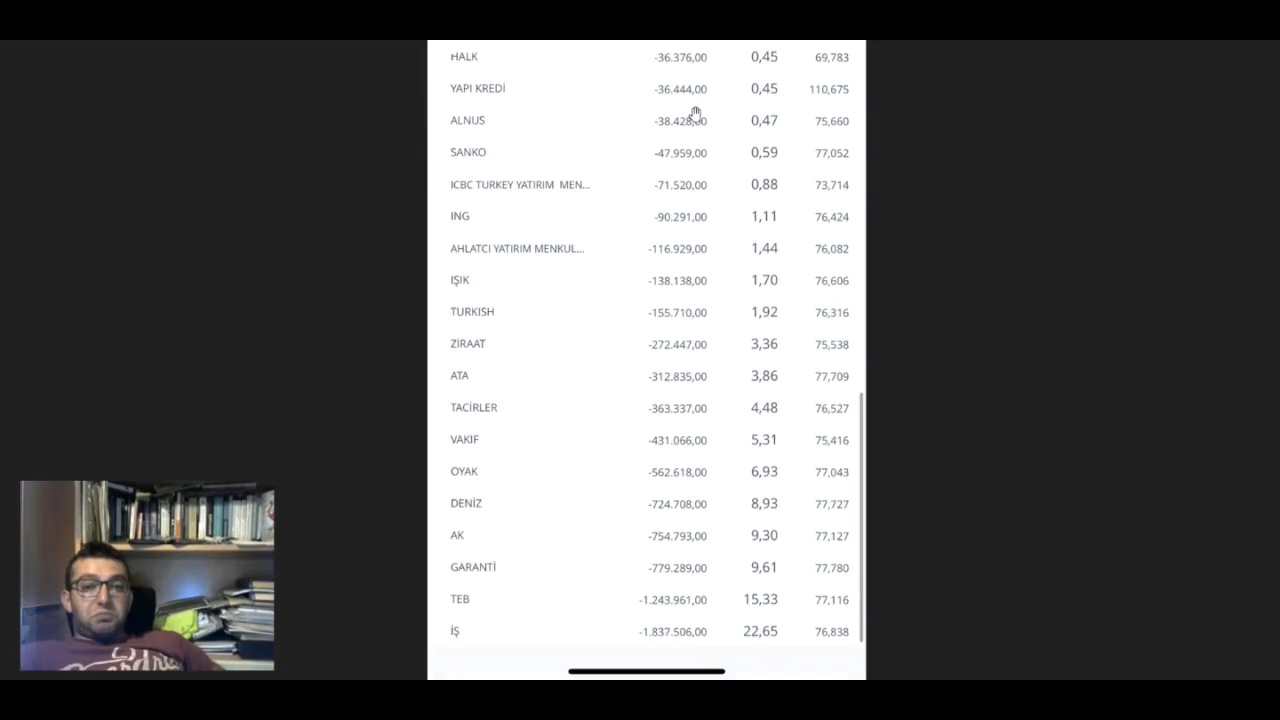 HALK -36.376,00 0,45 69,783
YAPI KREDİ -36.444,00 0,45 110,675
ALNUS 0,47 75,660
SANKO -47.959,00 0,59 77,052
ICBC TURKEY YATIRIM MEN... -71.520,00 0,88 73,714
ING -90.291,00 1,11 76,424
AHLATCI YATIRIM MENKUL... -116.929,00 1,44 76,082
IŞIK -138.138,00 1,70 76,606
TURKISH -155.710,00 1,92 76,316
ZİRAAT -272.447,00 3,36 75,538
ATA -312.835,00 3,86 77,709
TACİRLER -363.337,00 4,48 76,527
VAKIF -431.066,00 5,31 75,416
OYAK -562.618,00 6,93 77,043
DENİZ -724.708,00 8,93 77,727
AK -754.793,00 9,30 77,127
GARANTİ -779.289,00 9,61 77,780
TEB -1.243.961,00 15,33 77,116
İŞ -1.837.506,00 22,65 76,838